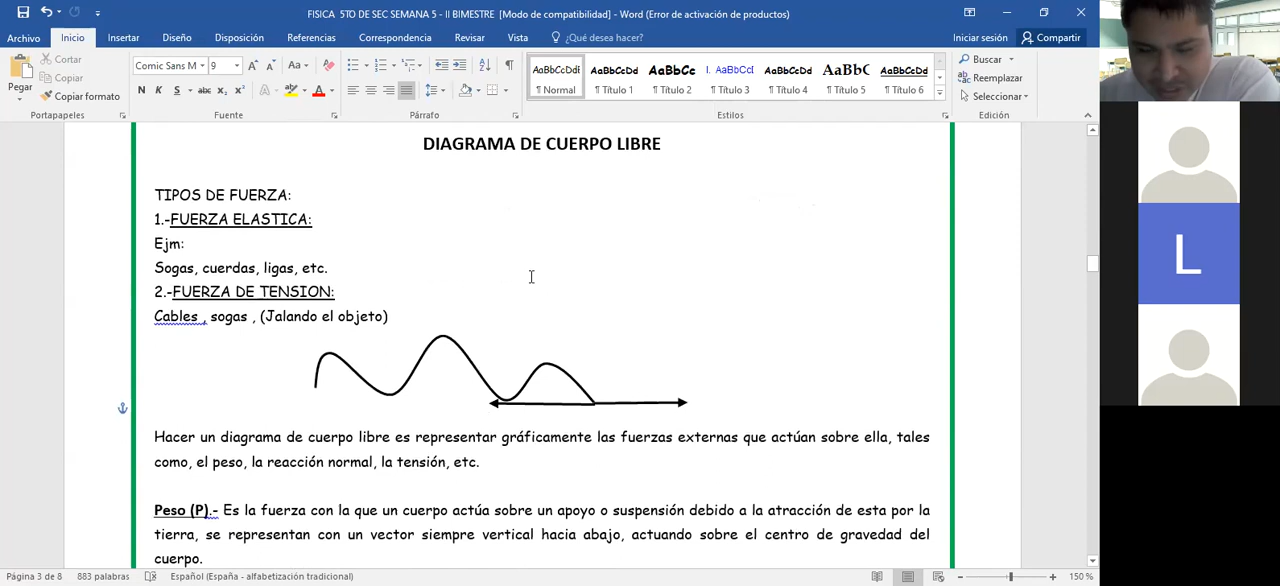 FISICA 5TO DE SEC SEMANA 5 - II BIMESTRE [Modo de compatibilidad] - Word (Error de activación de productos)
Archivo Inicio Insertar Diseño Disposición Referencias Correspondencia Revisar Vista ¿Qué desea hacer? Iniciar sesión Compartir
Pegar
Cortar
Copiar
Copiar formato
Portapapeles
Comic Sans M 9
N K S abc x₂ x²
Fuente
Párrafo
AaBbCcDdE AaBbCcDd AaBbCc I. AaBbCcI AaBbCcDd AaBbC AaBbCcDd
¶ Normal ¶ Título 1 ¶ Título 2 ¶ Título 3 ¶ Título 4 ¶ Título 5 ¶ Título 6
Estilos
Buscar
Reemplazar
Seleccionar
Edición
DIAGRAMA DE CUERPO LIBRE
TIPOS DE FUERZA:
1.-FUERZA ELASTICA:
Ejm:
Sogas, cuerdas, ligas, etc.
2.-FUERZA DE TENSION:
Cables , sogas , (Jalando el objeto)
Hacer un diagrama de cuerpo libre es representar gráficamente las fuerzas externas que actúan sobre ella, tales
como, el peso, la reacción normal, la tensión, etc.
Peso (P).- Es la fuerza con la que un cuerpo actúa sobre un apoyo o suspensión debido a la atracción de esta por la
tierra, se representan con un vector siempre vertical hacia abajo, actuando sobre el centro de gravedad del
cuerpo.
L
Página 3 de 8 883 palabras Español (España - alfabetización tradicional) 150 %